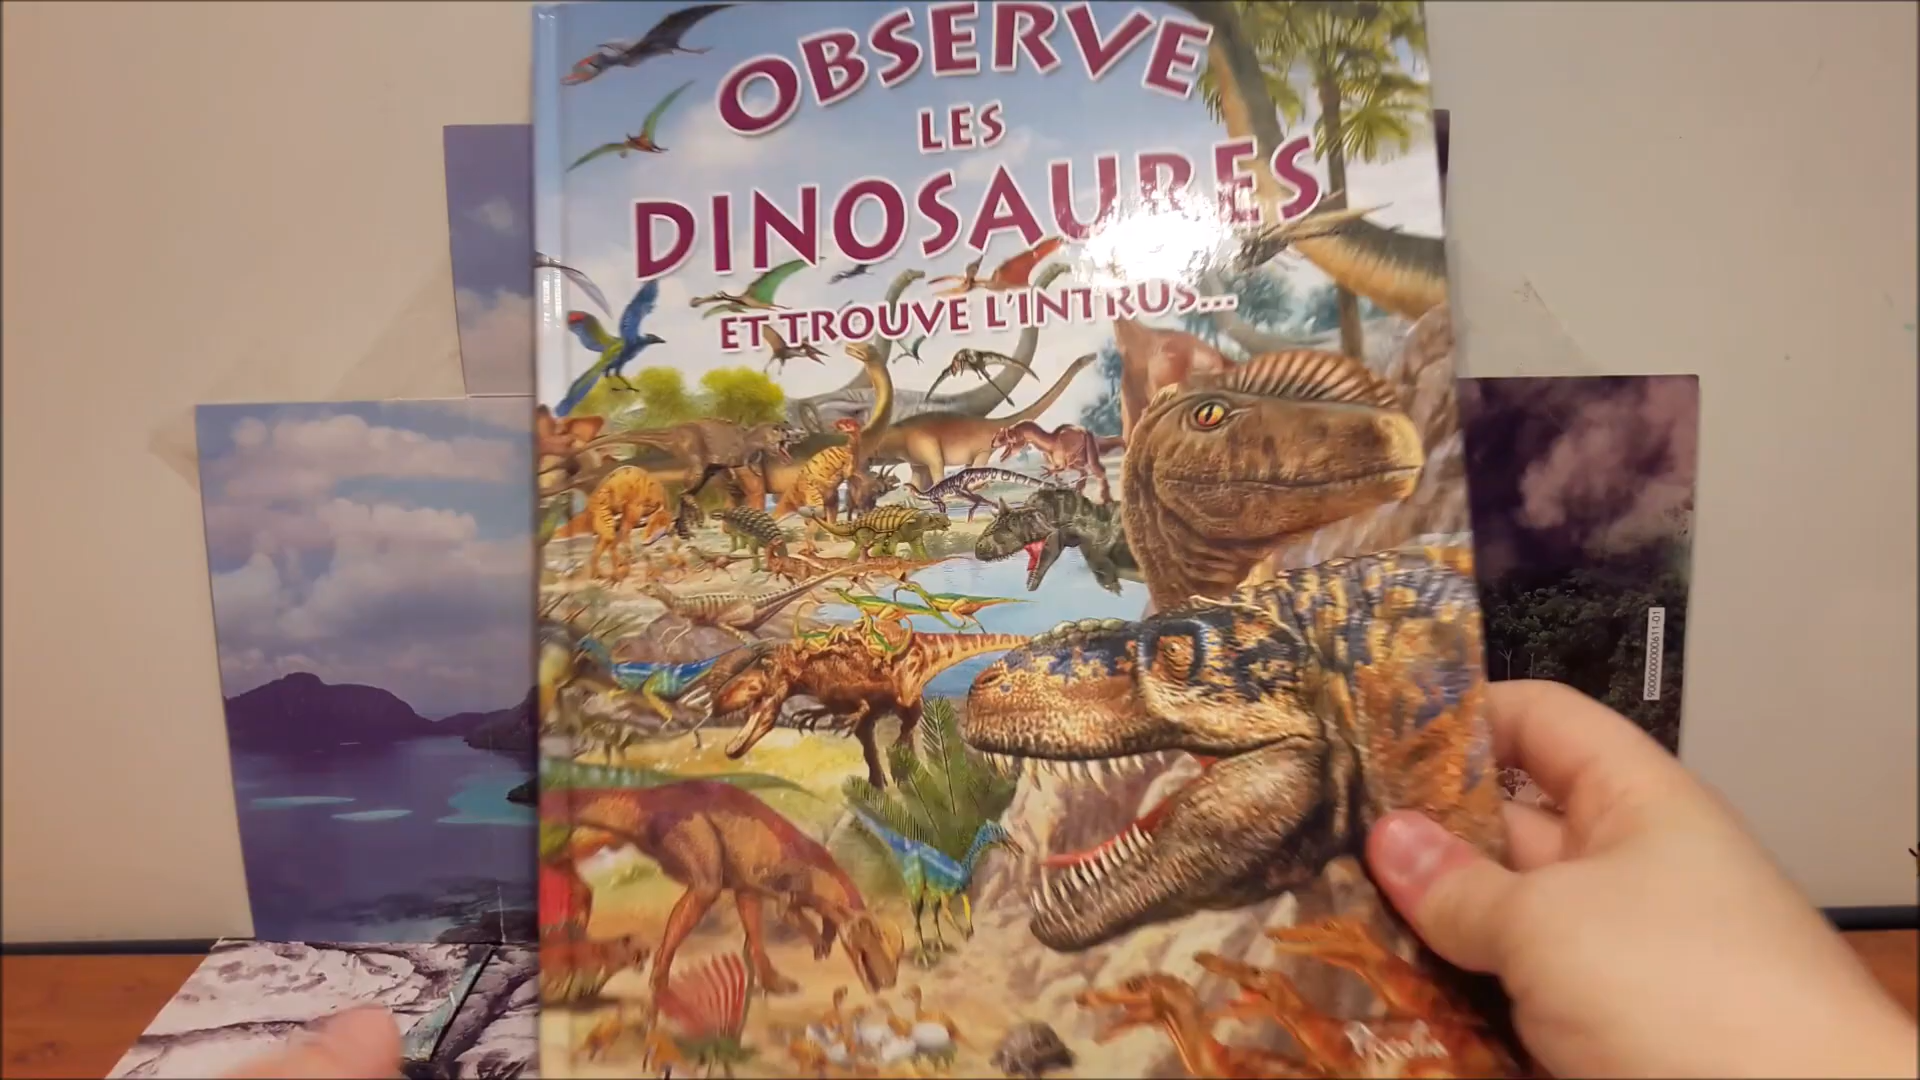 OBSERVE
LES
DINOSAURES
ET TROUVE L'INTRUS...